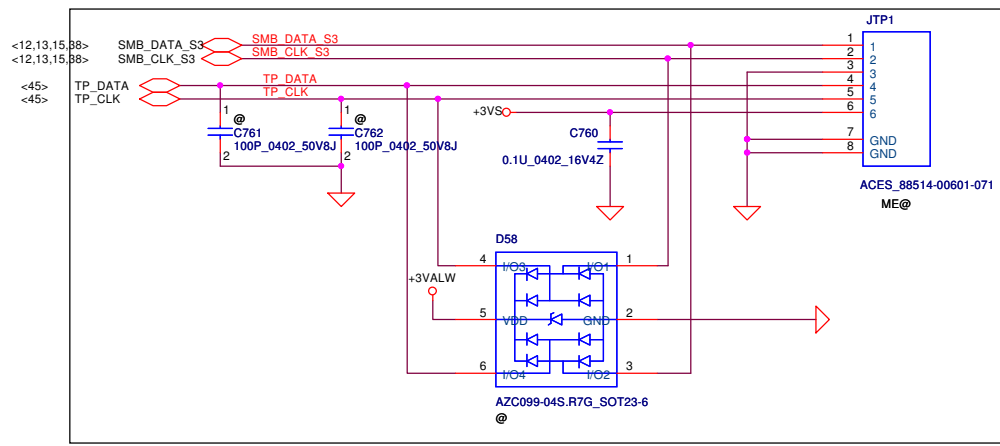 JTP1
<12,13,15,38> SMB_DATA_S3 SMB_DATA_S3 1 1
<12,13,15,38> SMB_CLK_S3 SMB_CLK_S3 2 2
3 3
<45> TP_DATA TP_DATA 4 4
<45> TP_CLK TP_CLK 5 5
+3VS 6 6
1 @ 1 @
C761 C762 C760
100P_0402_50V8J 100P_0402_50V8J
2 2
0.1U_0402_16V4Z
7 GND
8 GND
ACES_88514-00601-071
ME@
D58
4 I/O3 I/O1 1
+3VALW
5 VDD GND 2
6 I/O4 I/O2 3
AZC099-04S.R7G_SOT23-6
@